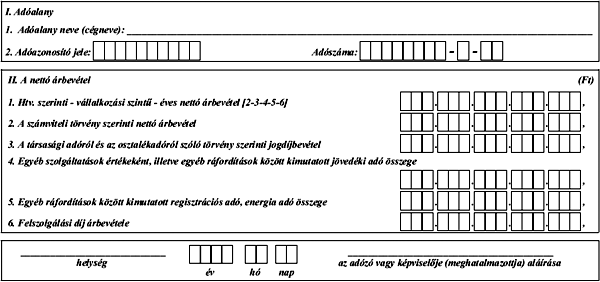 I. Adóalany
1. Adóalany neve (cégneve):
2. Adóazonosító jele: Adószáma: - -
II. A nettó árbevétel (Ft)
1. Htv. szerinti - vállalkozási szintű - éves nettó árbevétel [2-3-4-5-6]
2. A számviteli törvény szerinti nettó árbevétel
3. A társasági adóról és az osztalékadóról szóló törvény szerinti jogdíjbevétel
4. Egyéb szolgáltatások értékeként, illetve egyéb ráfordítások között kimutatott jövedéki adó összege
5. Egyéb ráfordítások között kimutatott regisztrációs adó, energia adó összege
6. Felszolgálási díj árbevétele
helység év hó nap az adózó vagy képviselője (meghatalmazottja) aláírása